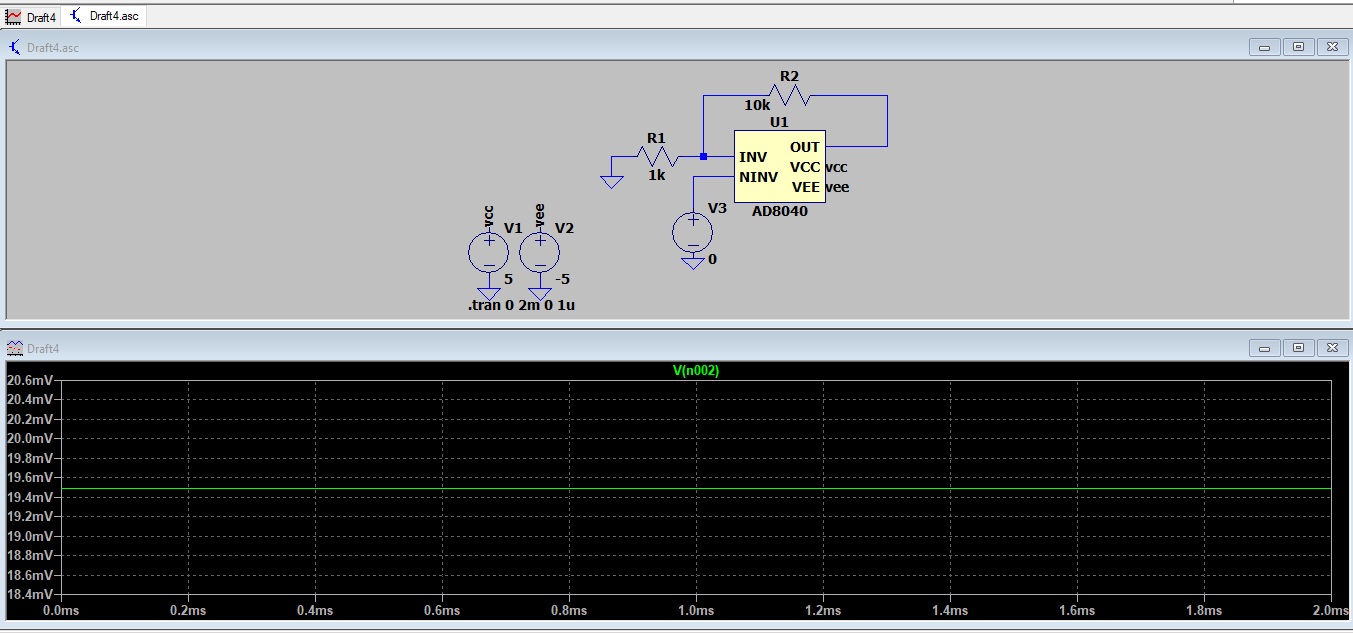 Draft4
Draft4.asc
Draft4.asc
R2
10k
U1
R1
1k
INV
OUT
NINV
VCC
vcc
VEE
vee
AD8040
V3
0
vcc
V1
5
vee
V2
-5
.tran 0 2m 0 1u
Draft4
V(n002)
20.6mV
20.4mV
20.2mV
20.0mV
19.8mV
19.6mV
19.4mV
19.2mV
19.0mV
18.8mV
18.6mV
18.4mV
0.0ms 0.2ms 0.4ms 0.6ms 0.8ms 1.0ms 1.2ms 1.4ms 1.6ms 1.8ms 2.0ms